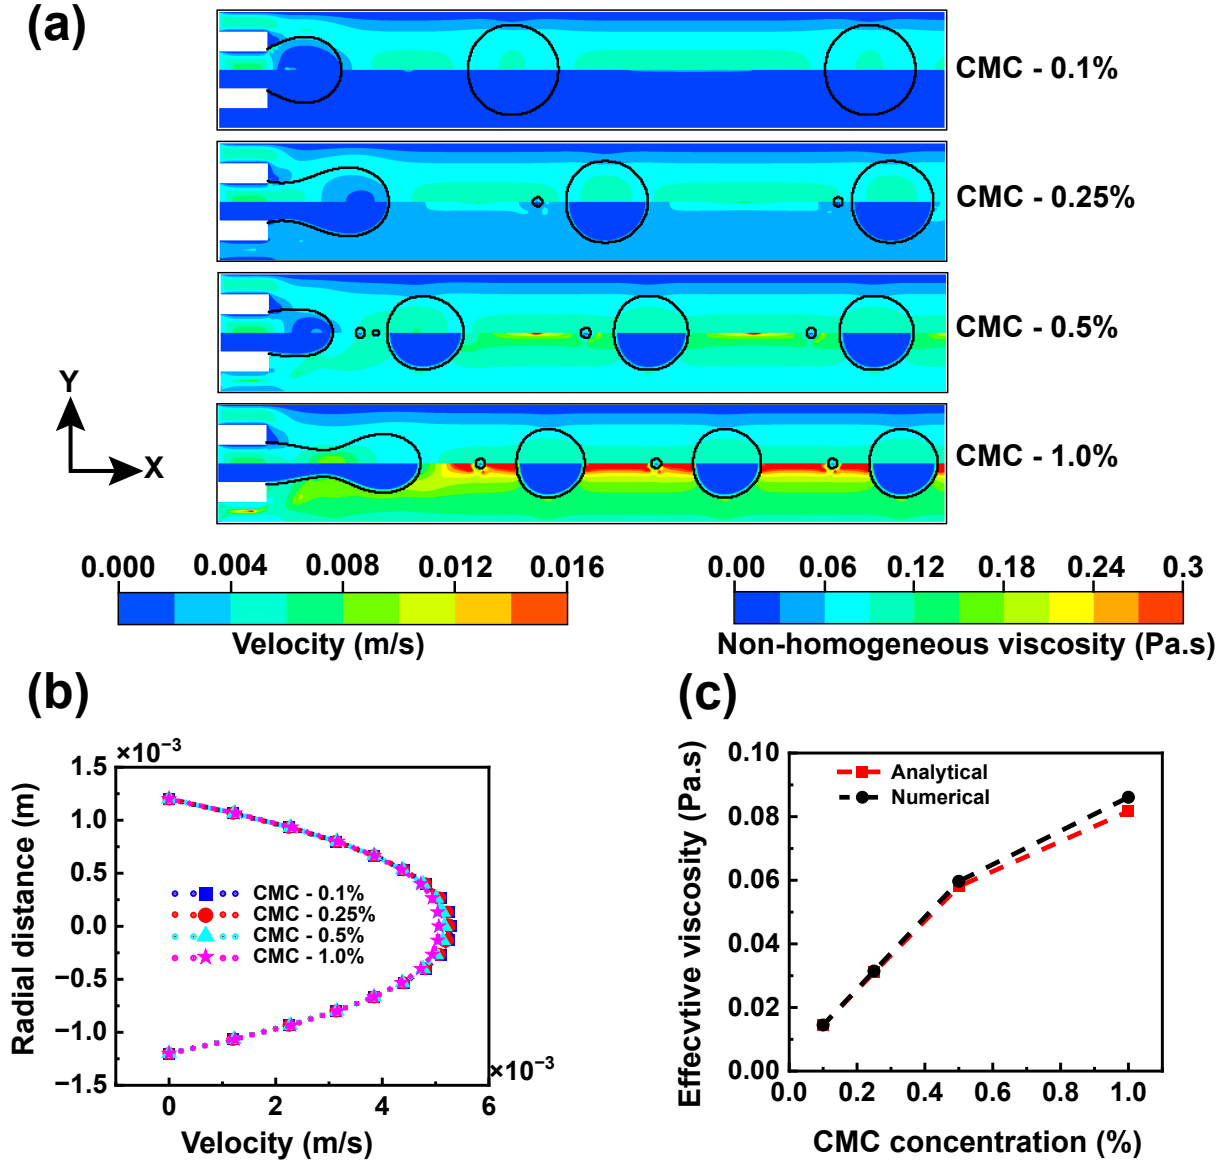 (a)
CMC - 0.1%
CMC - 0.25%
CMC - 0.5%
CMC - 1.0%
Y
X
0.000 0.004 0.008 0.012 0.016
Velocity (m/s)
0.00 0.06 0.12 0.18 0.24 0.3
Non-homogeneous viscosity (Pa.s)
(b)
×10⁻³
1.5
1.0
0.5
0.0
−0.5
−1.0
−1.5
Radial distance (m)
CMC - 0.1%
CMC - 0.25%
CMC - 0.5%
CMC - 1.0%
×10⁻³
0 2 4 6
Velocity (m/s)
(c)
0.10
0.08
0.06
0.04
0.02
0.00
Effecvtive viscosity (Pa.s)
Analytical
Numerical
0.0 0.2 0.4 0.6 0.8 1.0
CMC concentration (%)